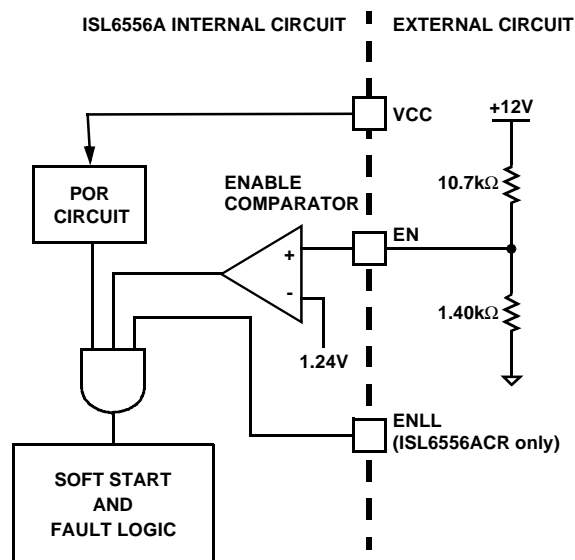 ISL6556A INTERNAL CIRCUIT
EXTERNAL CIRCUIT
VCC
+12V
POR
CIRCUIT
ENABLE
COMPARATOR
10.7kΩ
+
EN
-
1.40kΩ
1.24V
ENLL
(ISL6556ACR only)
SOFT START
AND
FAULT LOGIC